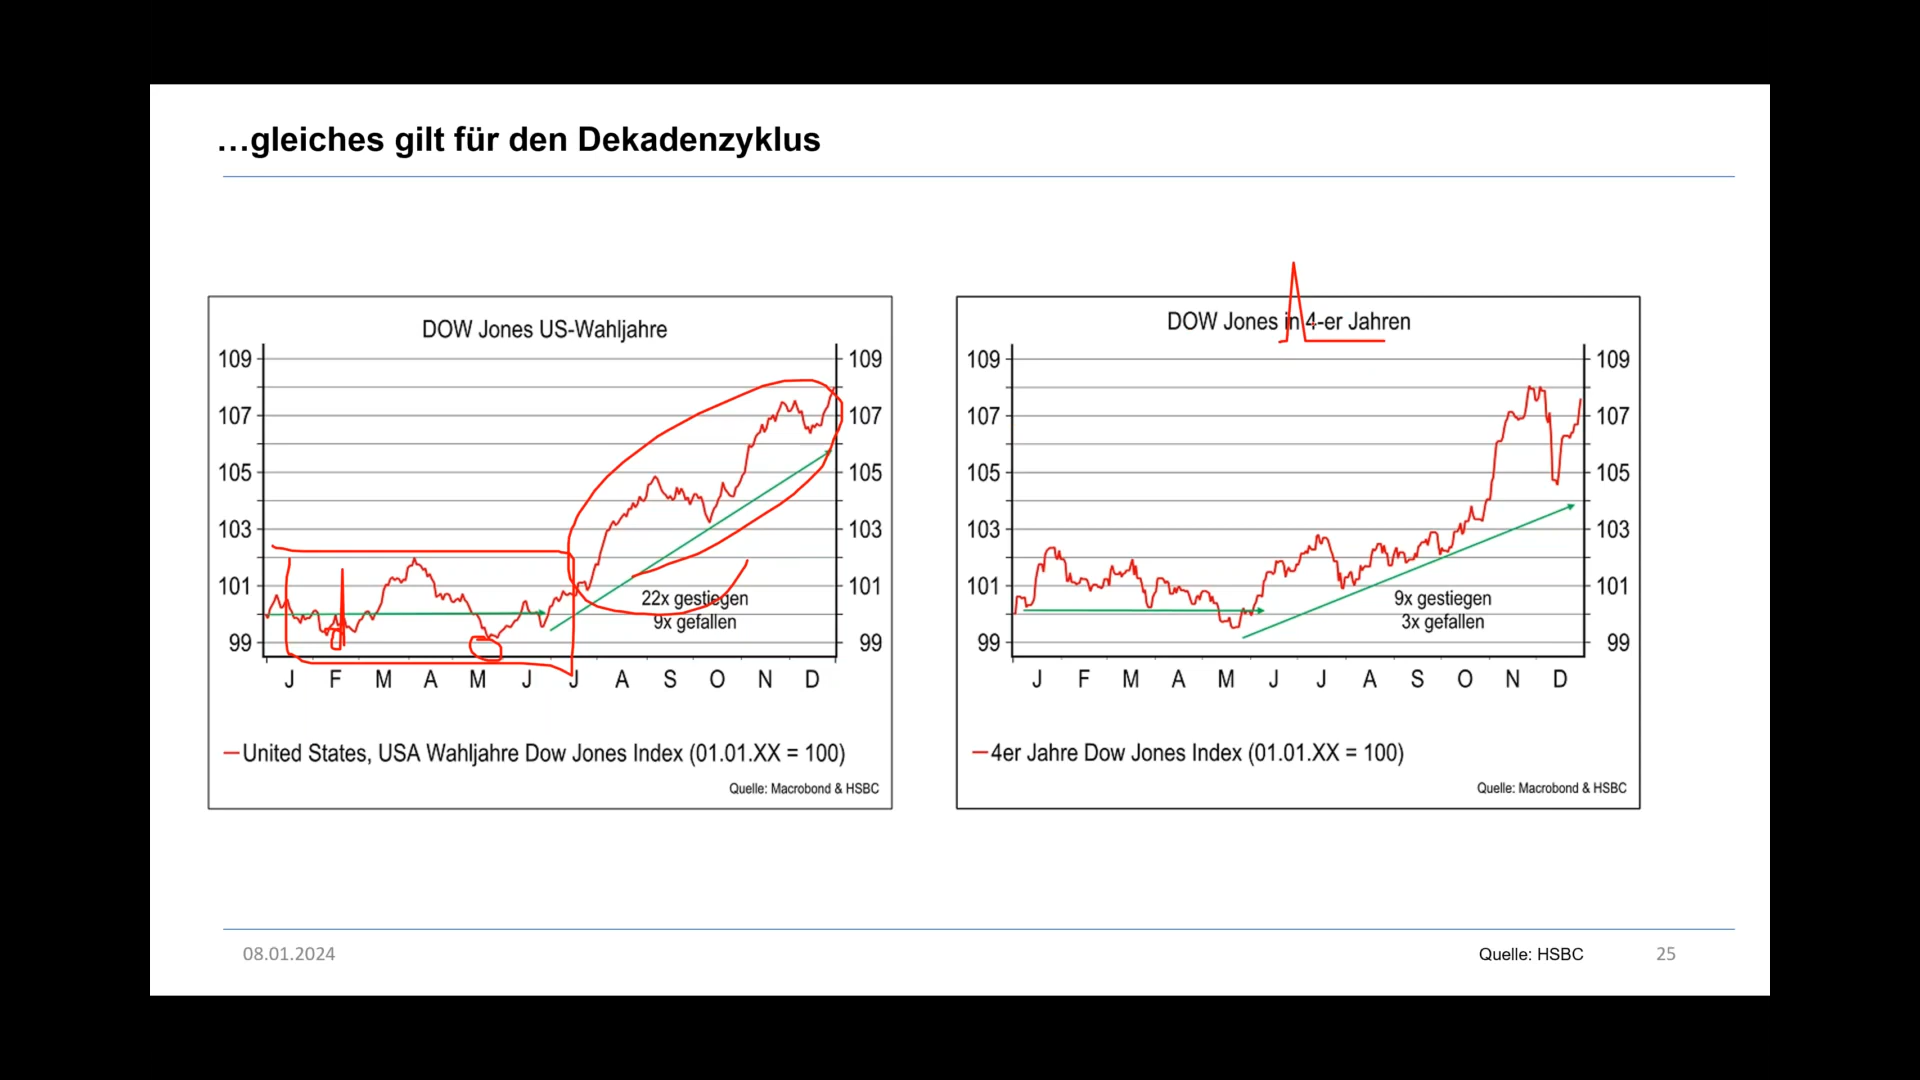 …gleiches gilt für den Dekadenzyklus
DOW Jones US-Wahljahre
109 109
107 107
105 105
103 103
101 101
99 99
22x gestiegen
9x gefallen
J F M A M J J A S O N D
United States, USA Wahljahre Dow Jones Index (01.01.XX = 100)
Quelle: Macrobond & HSBC
DOW Jones in 4-er Jahren
109 109
107 107
105 105
103 103
101 101
99 99
9x gestiegen
3x gefallen
J F M A M J J A S O N D
4er Jahre Dow Jones Index (01.01.XX = 100)
Quelle: Macrobond & HSBC
08.01.2024
Quelle: HSBC
25